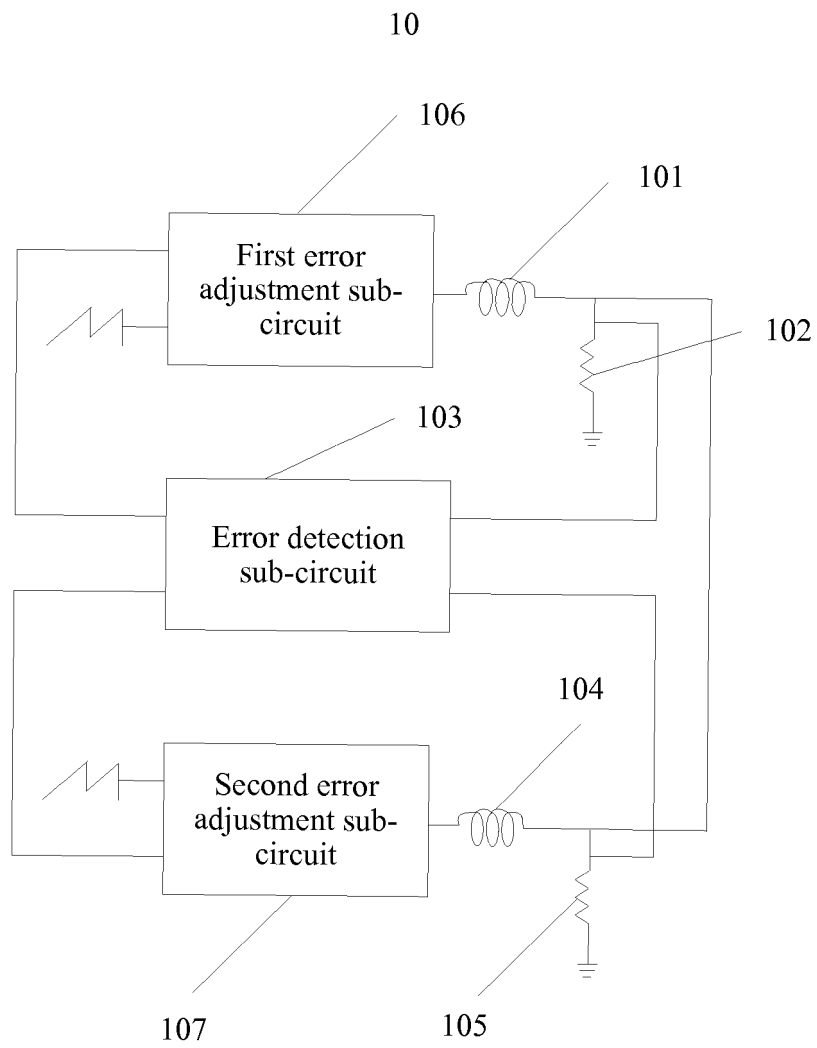 10
106
101
First error
adjustment sub-
circuit
102
103
Error detection
sub-circuit
104
Second error
adjustment sub-
circuit
107
105